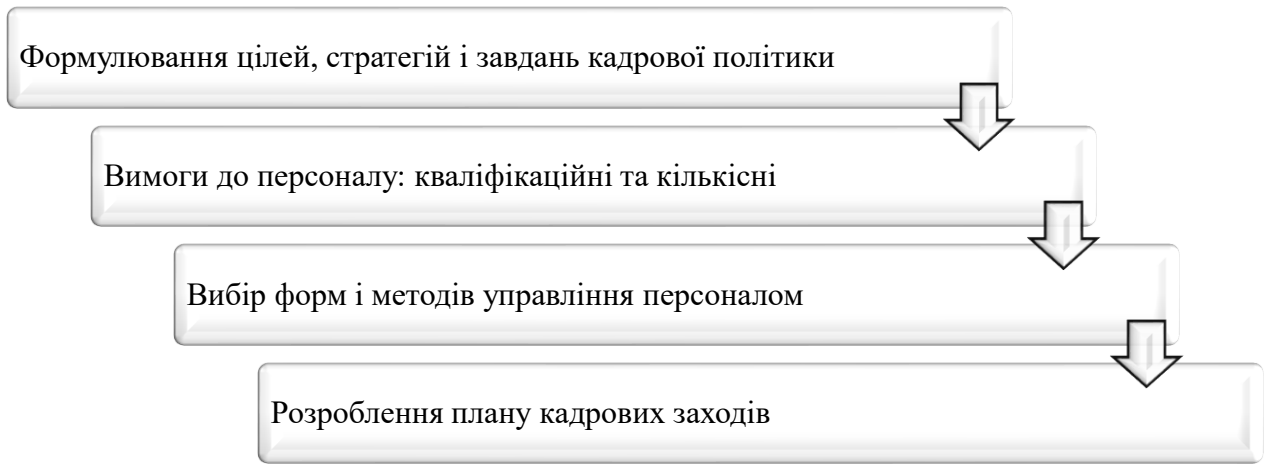 Формулювання цілей, стратегій і завдань кадрової політики
Вимоги до персоналу: кваліфікаційні та кількісні
Вибір форм і методів управління персоналом
Розроблення плану кадрових заходів